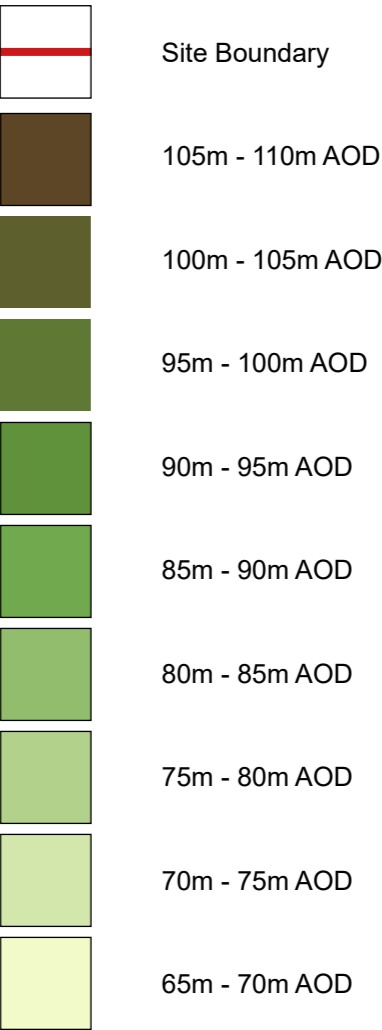 Site Boundary
105m - 110m AOD
100m - 105m AOD
95m - 100m AOD
90m - 95m AOD
85m - 90m AOD
80m - 85m AOD
75m - 80m AOD
70m - 75m AOD
65m - 70m AOD